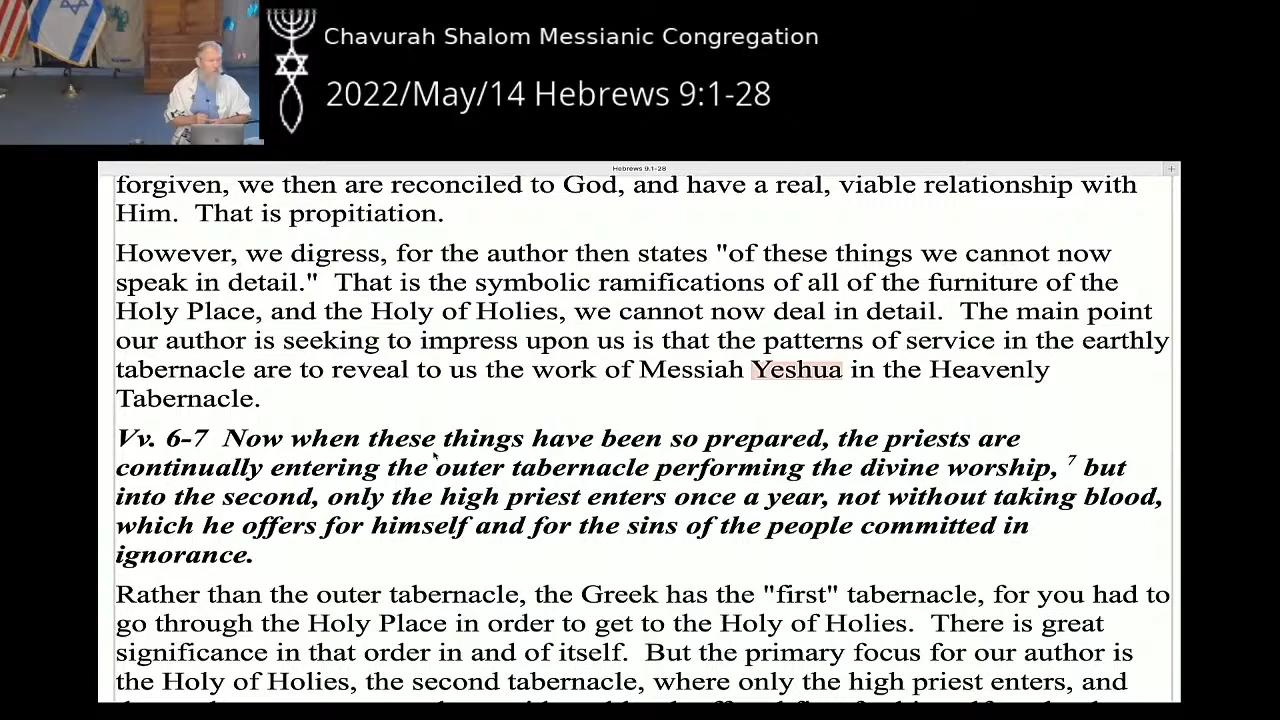 Chavurah Shalom Messianic Congregation
2022/May/14 Hebrews 9:1-28
Hebrews 9.1-28
forgiven, we then are reconciled to God, and have a real, viable relationship with
Him.  That is propitiation.
However, we digress, for the author then states "of these things we cannot now
speak in detail."  That is the symbolic ramifications of all of the furniture of the
Holy Place, and the Holy of Holies, we cannot now deal in detail.  The main point
our author is seeking to impress upon us is that the patterns of service in the earthly
tabernacle are to reveal to us the work of Messiah Yeshua in the Heavenly
Tabernacle.
Vv. 6-7  Now when these things have been so prepared, the priests are
continually entering the outer tabernacle performing the divine worship, 7 but
into the second, only the high priest enters once a year, not without taking blood,
which he offers for himself and for the sins of the people committed in
ignorance.
Rather than the outer tabernacle, the Greek has the "first" tabernacle, for you had to
go through the Holy Place in order to get to the Holy of Holies.  There is great
significance in that order in and of itself.  But the primary focus for our author is
the Holy of Holies, the second tabernacle, where only the high priest enters, and